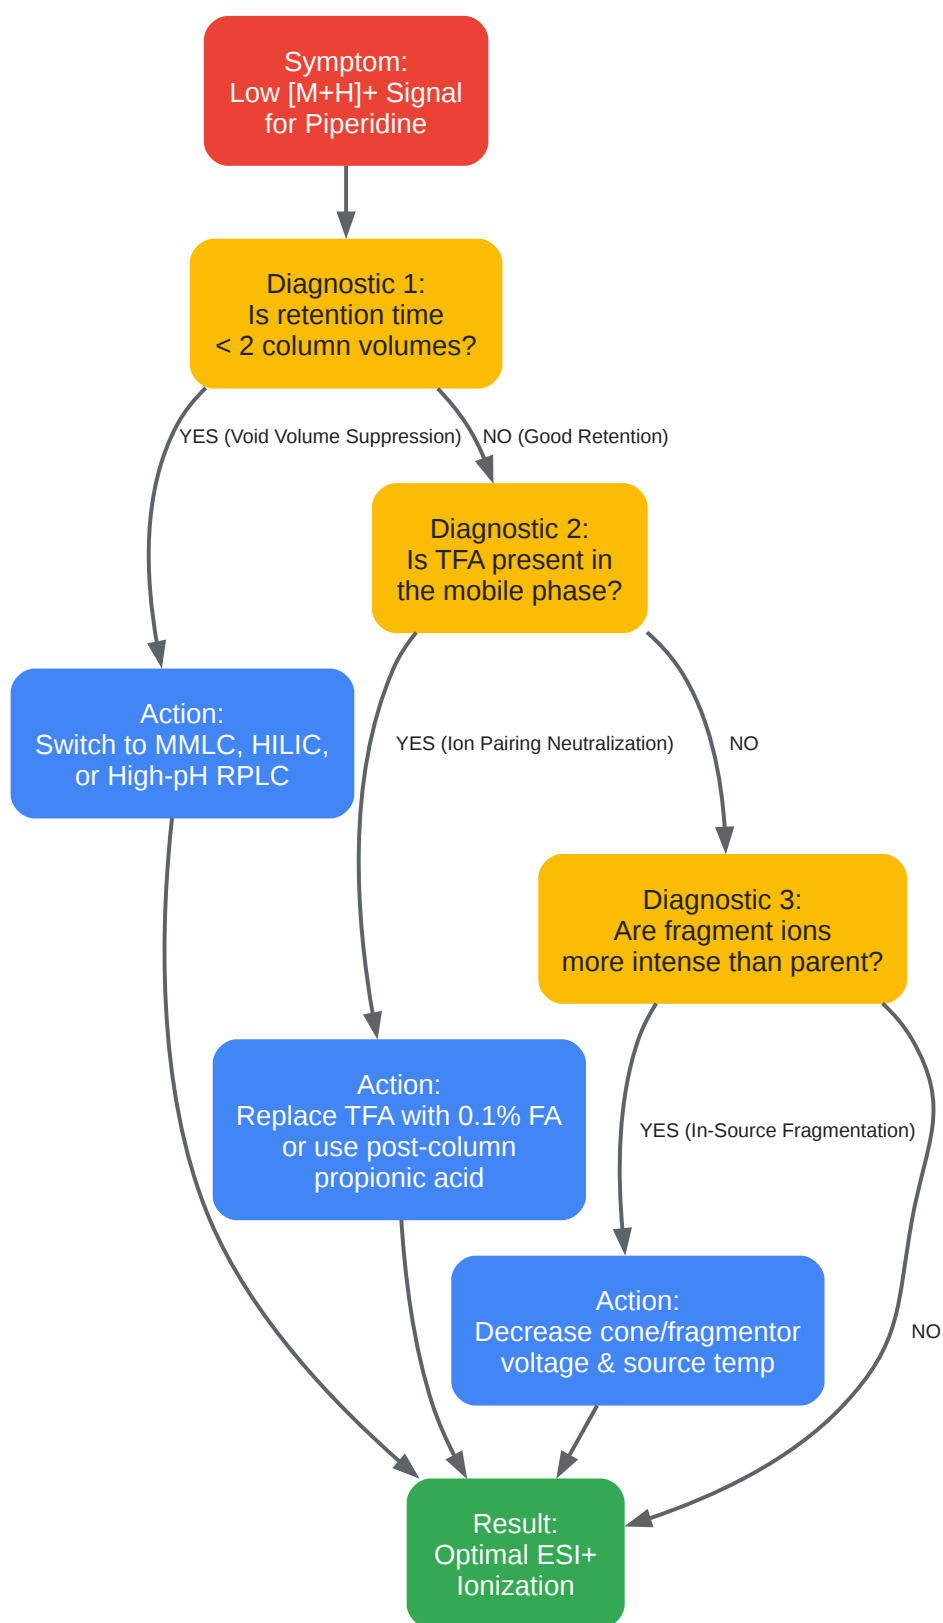 Symptom:
Low [M+H]+ Signal
for Piperidine
Diagnostic 1:
Is retention time
< 2 column volumes?
YES (Void Volume Suppression)
NO (Good Retention)
Diagnostic 2:
Is TFA present in
the mobile phase?
Action:
Switch to MMLC, HILIC,
or High-pH RPLC
YES (Ion Pairing Neutralization)
NO
Diagnostic 3:
Are fragment ions
more intense than parent?
Action:
Replace TFA with 0.1% FA
or use post-column
propionic acid
YES (In-Source Fragmentation)
Action:
Decrease cone/fragmentor
voltage & source temp
NO
Result:
Optimal ESI+
Ionization